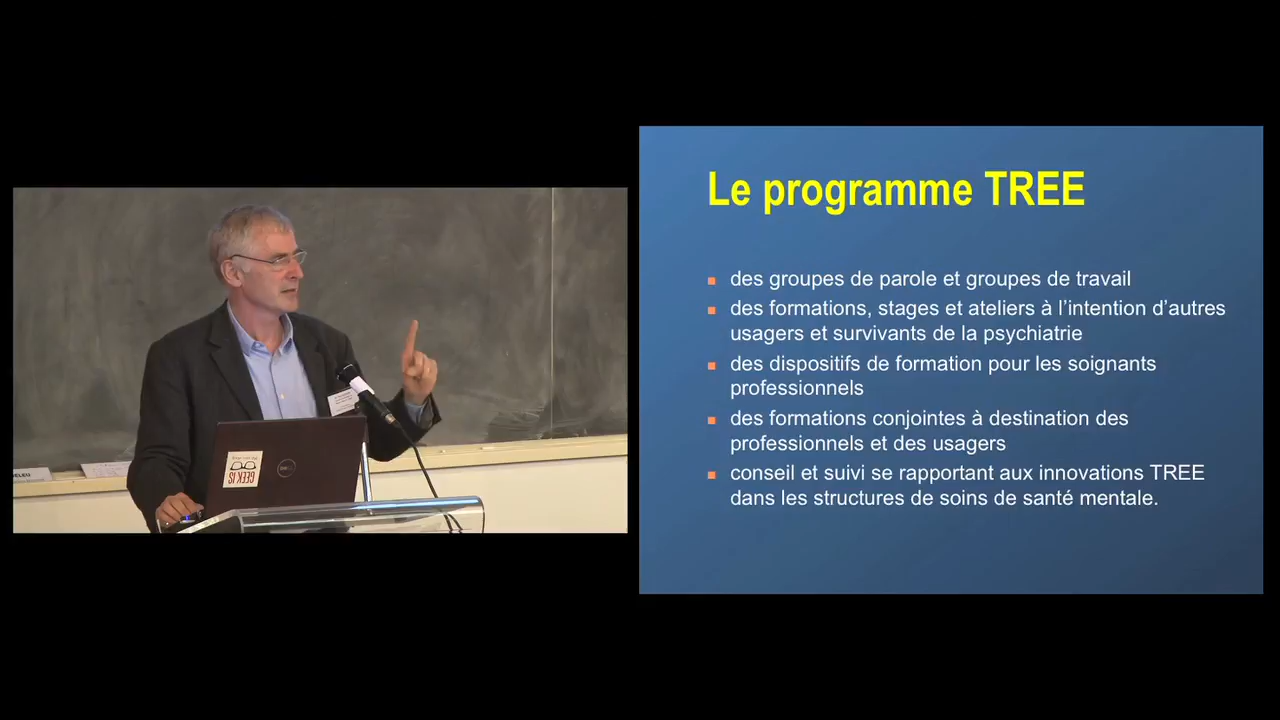 Le programme TREE
des groupes de parole et groupes de travail
des formations, stages et ateliers à l’intention d’autres
usagers et survivants de la psychiatrie
des dispositifs de formation pour les soignants
professionnels
des formations conjointes à destination des
professionnels et des usagers
conseil et suivi se rapportant aux innovations TREE
dans les structures de soins de santé mentale.
GEEK IS
DELL